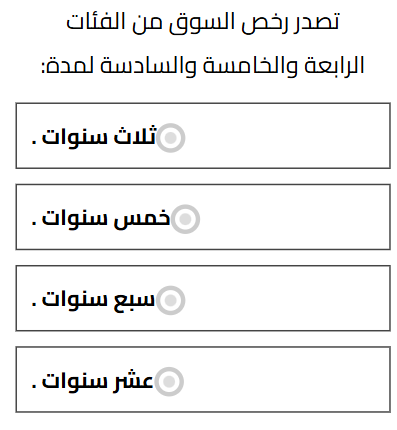 تصدر رخص السوق من الفئات
الرابعة والخامسة والسادسة لمدة:
ثلاث سنوات .
خمس سنوات .
سبع سنوات .
عشر سنوات .